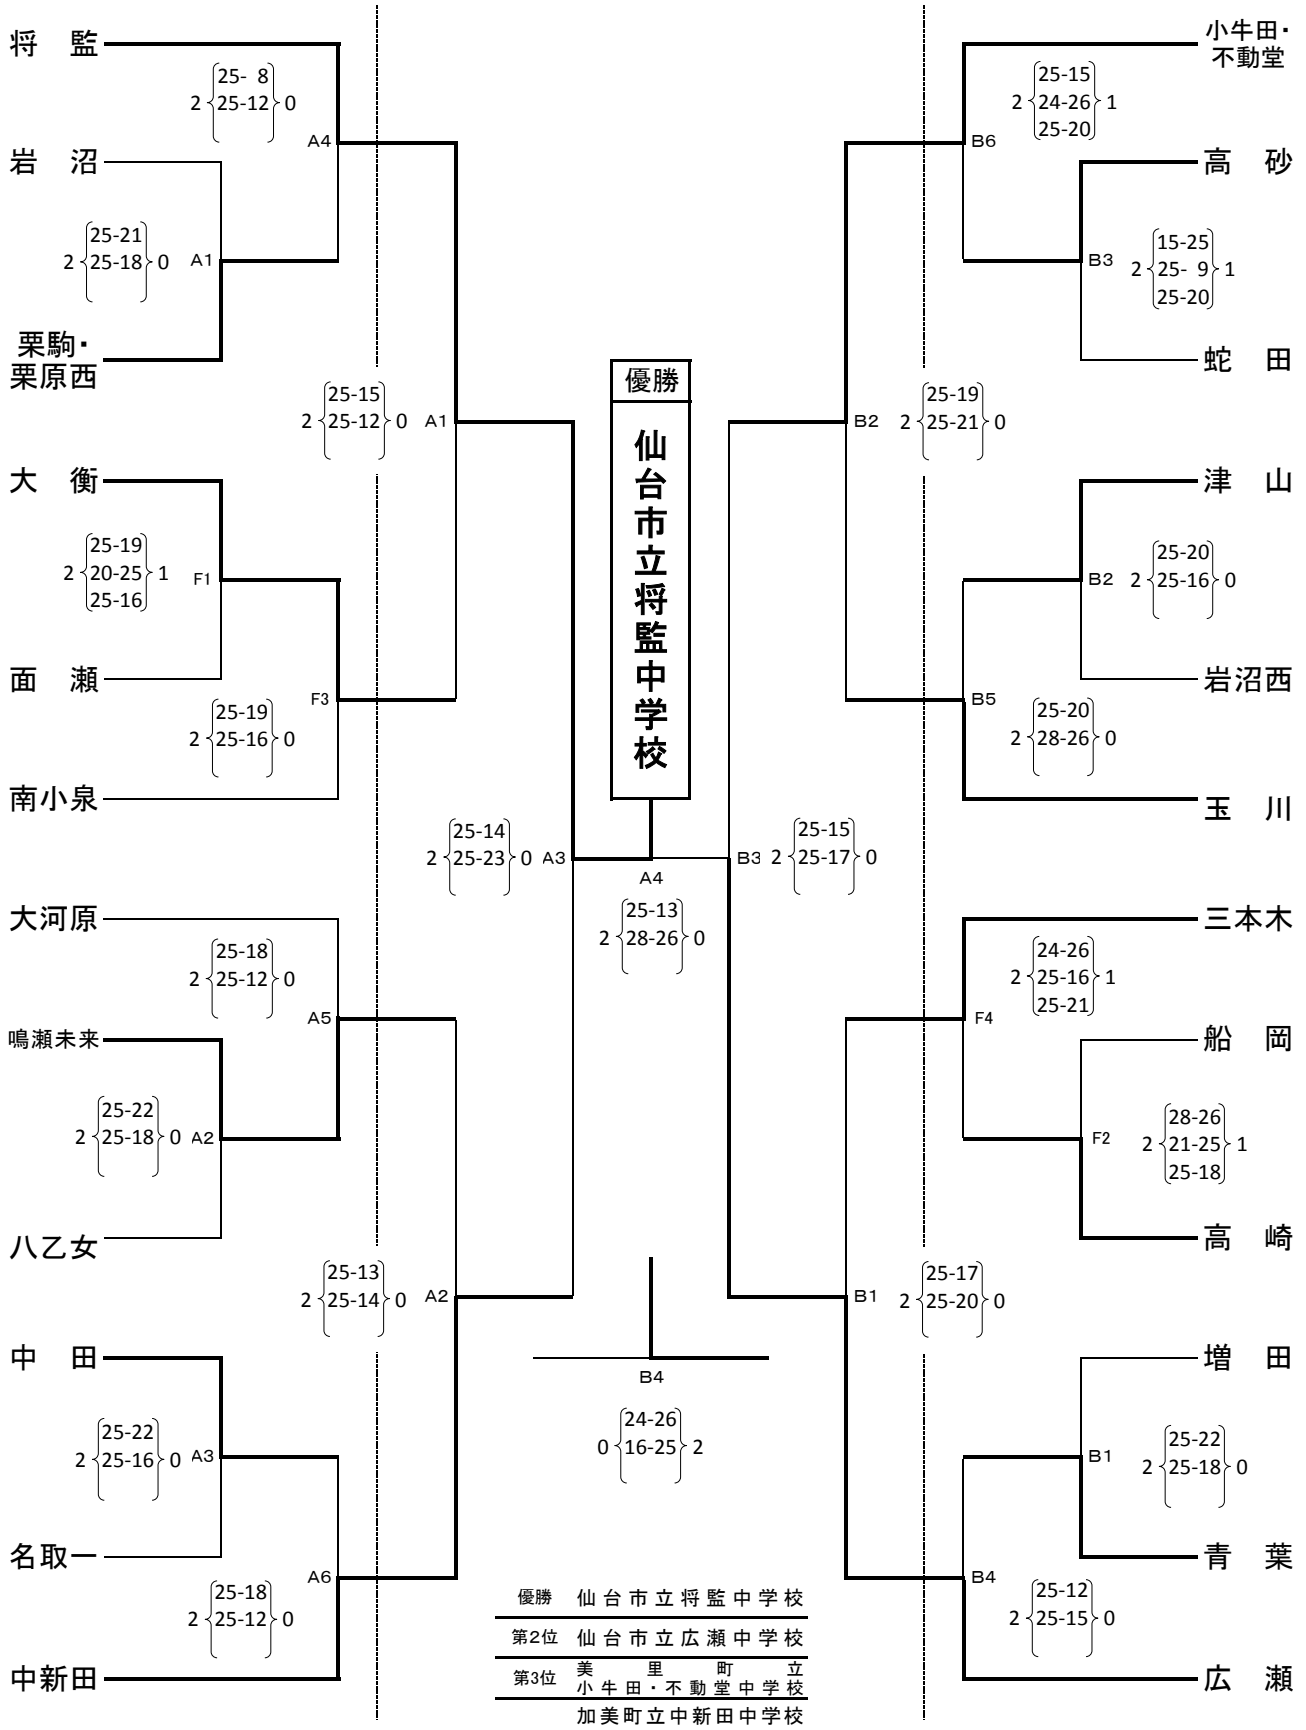 将 監
25- 8
2 25-12 0
A4
岩 沼
25-21
2 25-18 0
A1
栗駒・
栗原西
25-15
2 25-12 0
A1
大 衡
25-19
2 20-25 1
25-16
F1
面 瀬
25-19
2 25-16 0
F3
南小泉
25-14
2 25-23 0
A3
大河原
25-18
2 25-12 0
A5
鳴瀬未来
25-22
2 25-18 0
A2
八乙女
25-13
2 25-14 0
A2
中 田
25-22
2 25-16 0
A3
名取一
25-18
2 25-12 0
A6
中新田
優勝
仙台市立将監中学校
A4
25-13
2 28-26 0
B4
24-26
0 16-25 2
小牛田・
不動堂
25-15
2 24-26 1
25-20
B6
高 砂
15-25
2 25- 9 1
25-20
B3
蛇 田
25-19
2 25-21 0
B2
津 山
25-20
2 25-16 0
B2
岩沼西
25-20
2 28-26 0
B5
玉 川
25-15
2 25-17 0
B3
三本木
24-26
2 25-16 1
25-21
F4
船 岡
28-26
2 21-25 1
25-18
F2
高 崎
25-17
2 25-20 0
B1
増 田
25-22
2 25-18 0
B1
青 葉
25-12
2 25-15 0
B4
広 瀬
優勝 仙台市立将監中学校
第2位 仙台市立広瀬中学校
第3位 美里町立
小牛田・不動堂中学校
加美町立中新田中学校